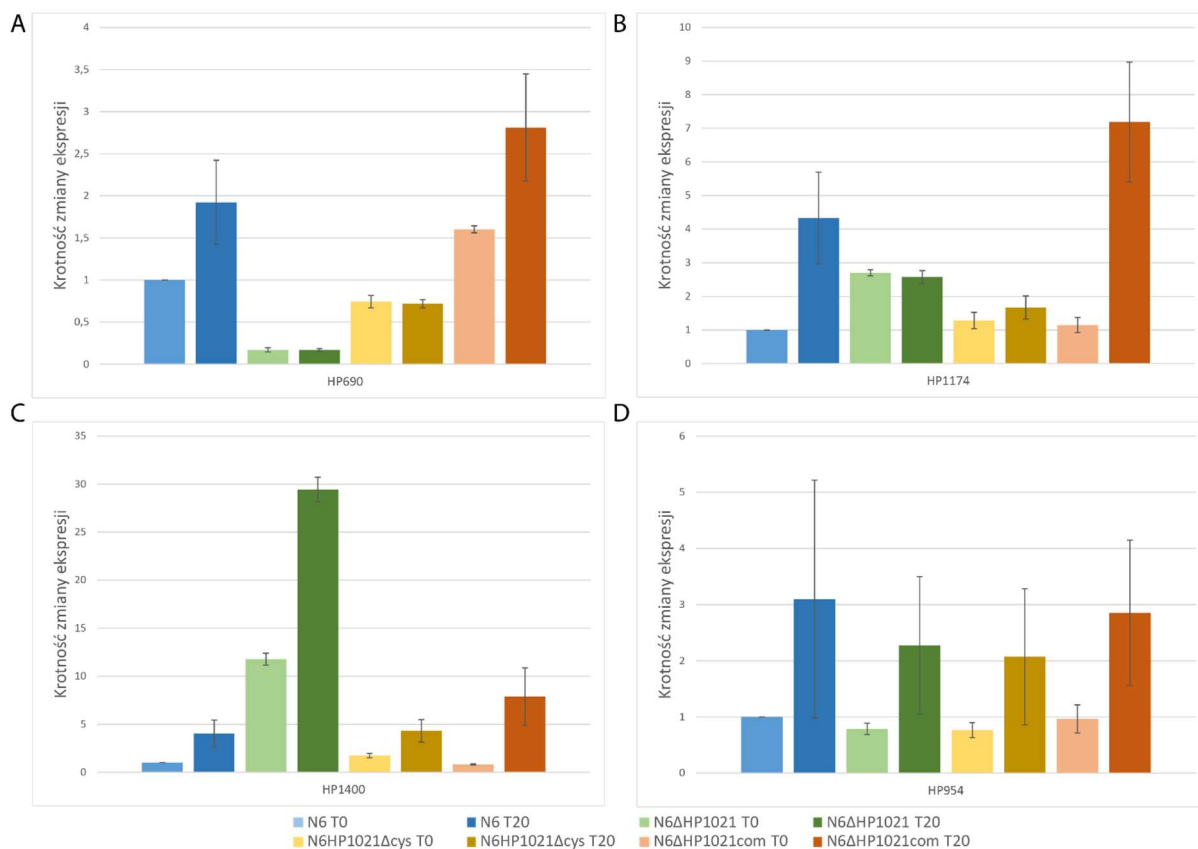 A
Krotność zmiany ekspresji
4
3,5
3
2,5
2
1,5
1
0,5
0
HP690
B
Krotność zmiany ekspresji
10
9
8
7
6
5
4
3
2
1
0
HP1174
C
Krotność zmiany ekspresji
35
30
25
20
15
10
5
0
HP1400
D
Krotność zmiany ekspresji
6
5
4
3
2
1
0
HP954
N6 T0 N6 T20 N6ΔHP1021 T0 N6ΔHP1021 T20
N6HP1021Δcys T0 N6HP1021Δcys T20 N6ΔHP1021com T0 N6ΔHP1021com T20